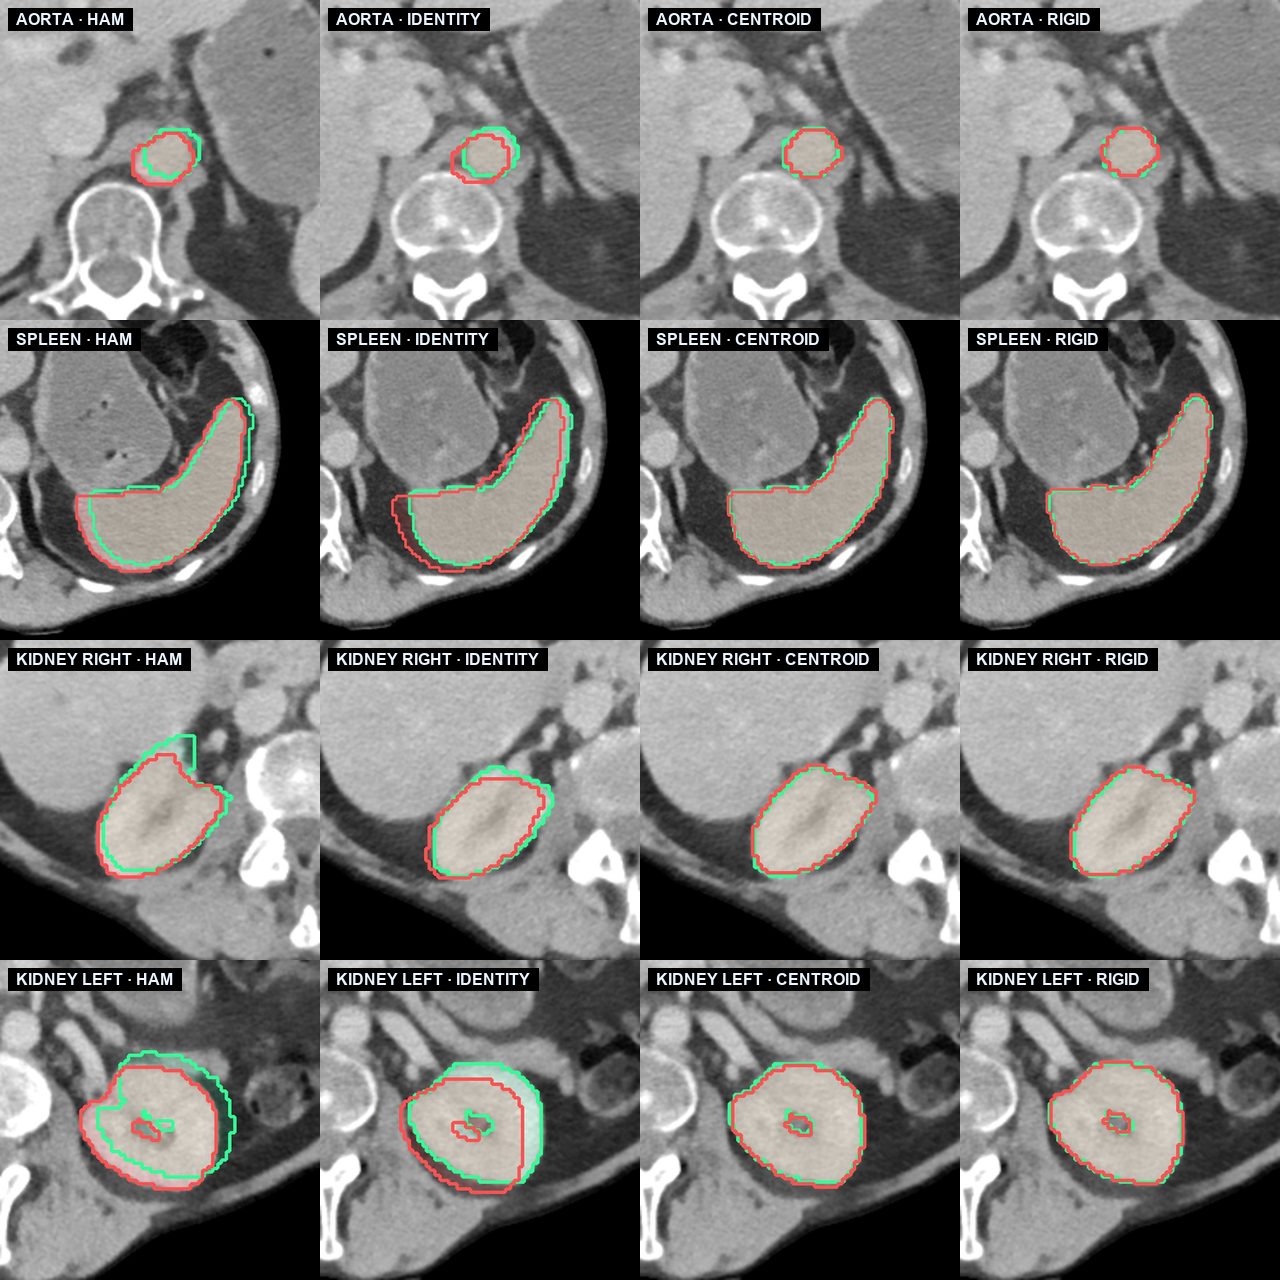 AORTA · HAM
AORTA · IDENTITY
AORTA · CENTROID
AORTA · RIGID
SPLEEN · HAM
SPLEEN · IDENTITY
SPLEEN · CENTROID
SPLEEN · RIGID
KIDNEY RIGHT · HAM
KIDNEY RIGHT · IDENTITY
KIDNEY RIGHT · CENTROID
KIDNEY RIGHT · RIGID
KIDNEY LEFT · HAM
KIDNEY LEFT · IDENTITY
KIDNEY LEFT · CENTROID
KIDNEY LEFT · RIGID